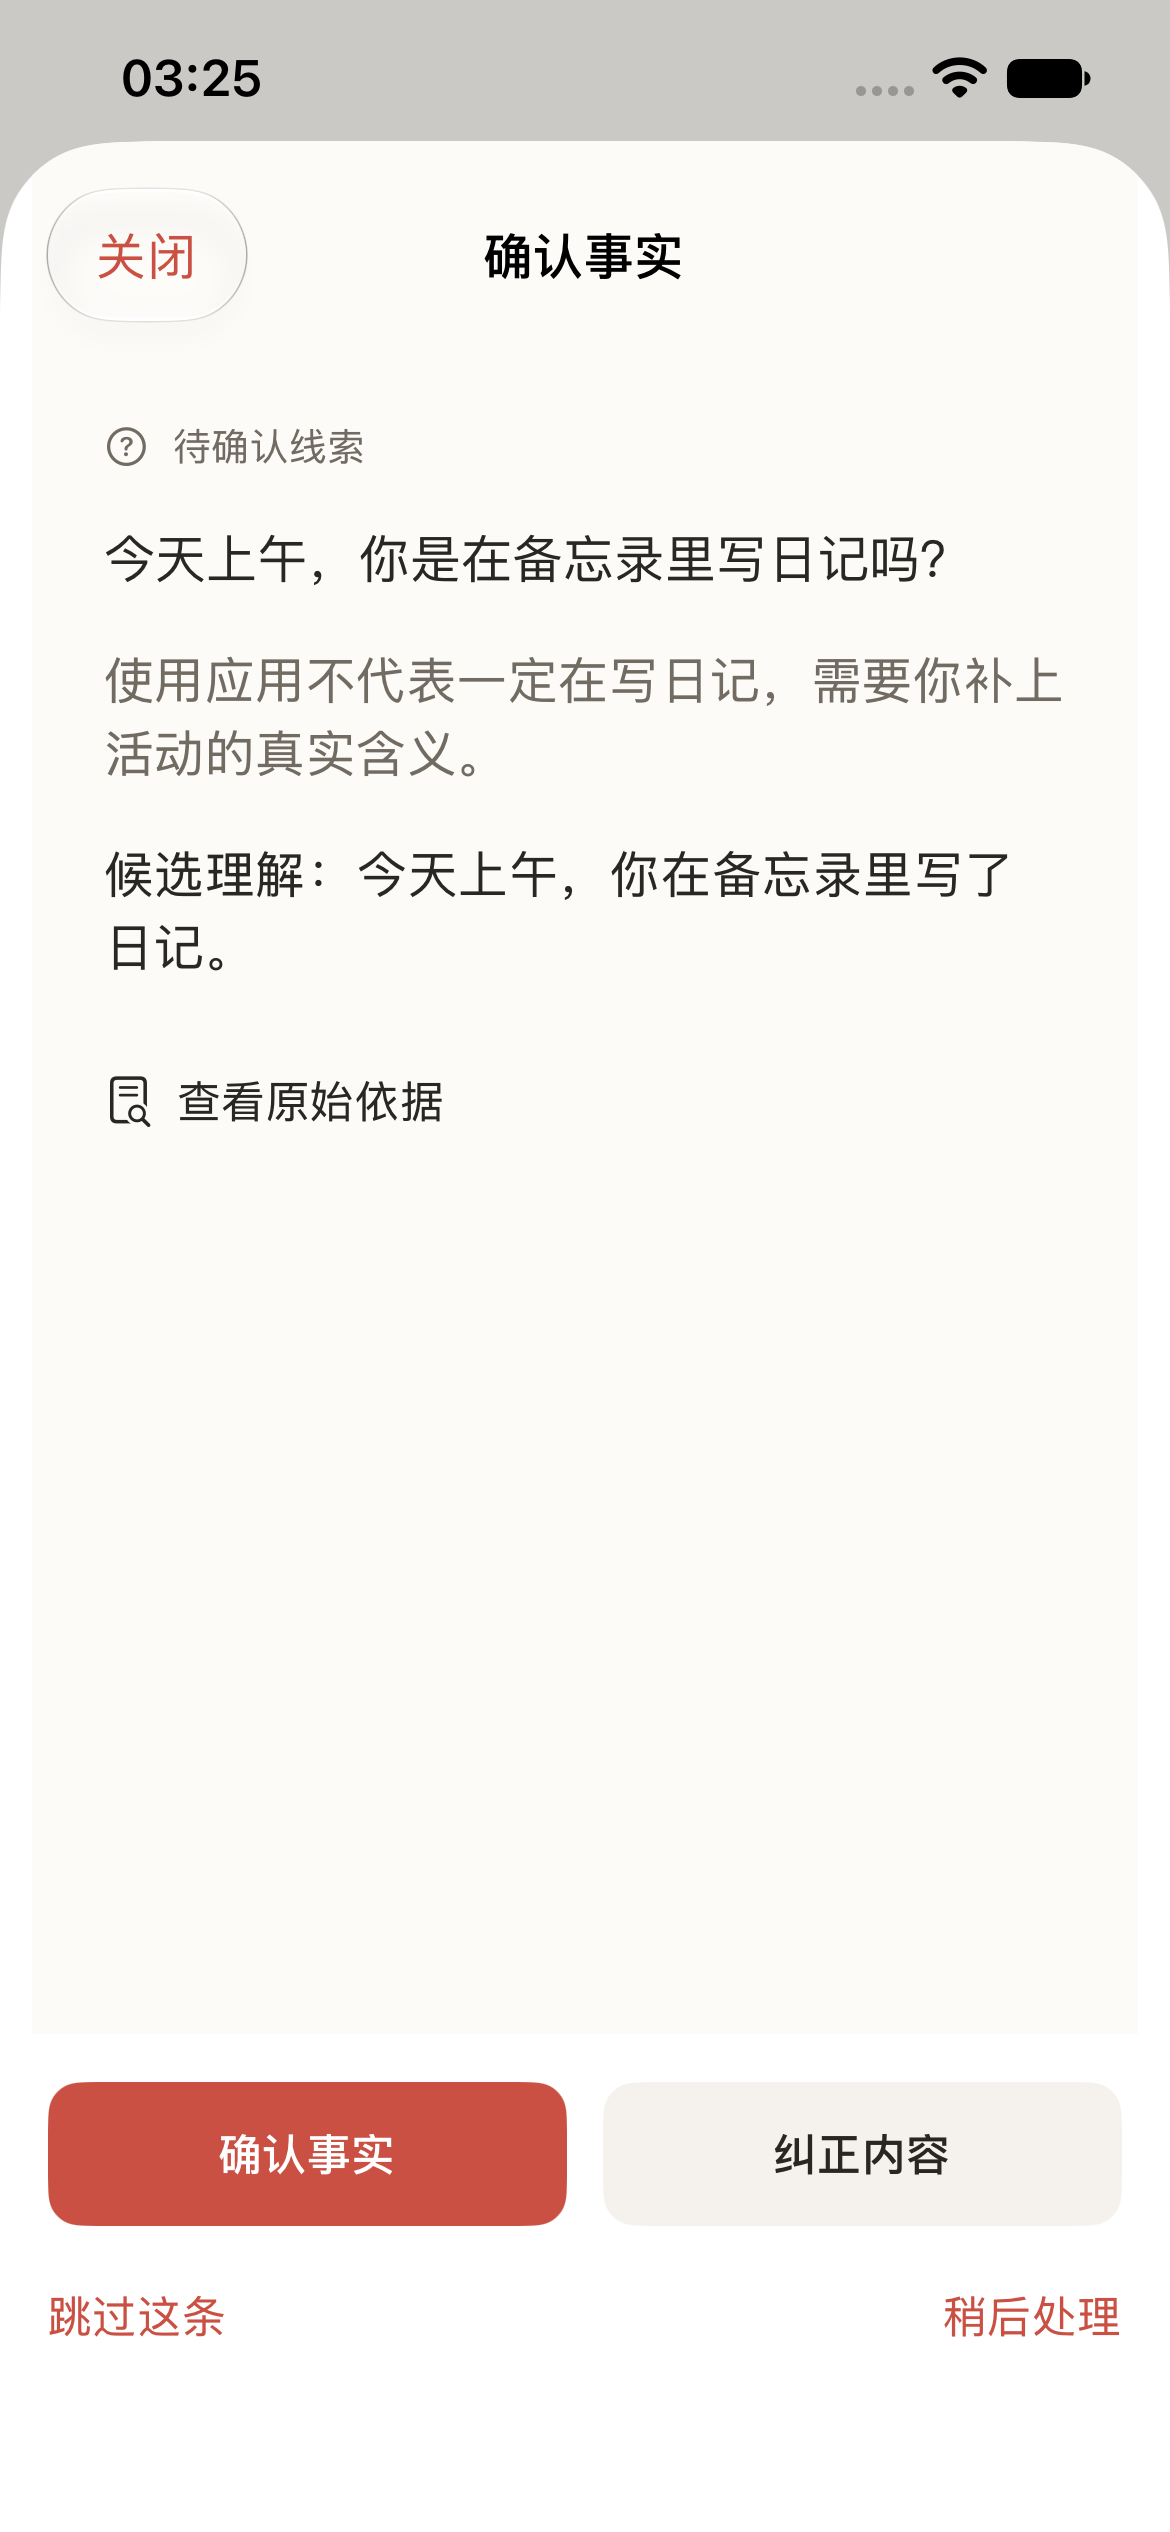 03:25
关闭
确认事实
待确认线索
今天上午，你是在备忘录里写日记吗?
使用应用不代表一定在写日记，需要你补上
活动的真实含义。
候选理解：今天上午，你在备忘录里写了
日记。
查看原始依据
确认事实
纠正内容
跳过这条
稍后处理